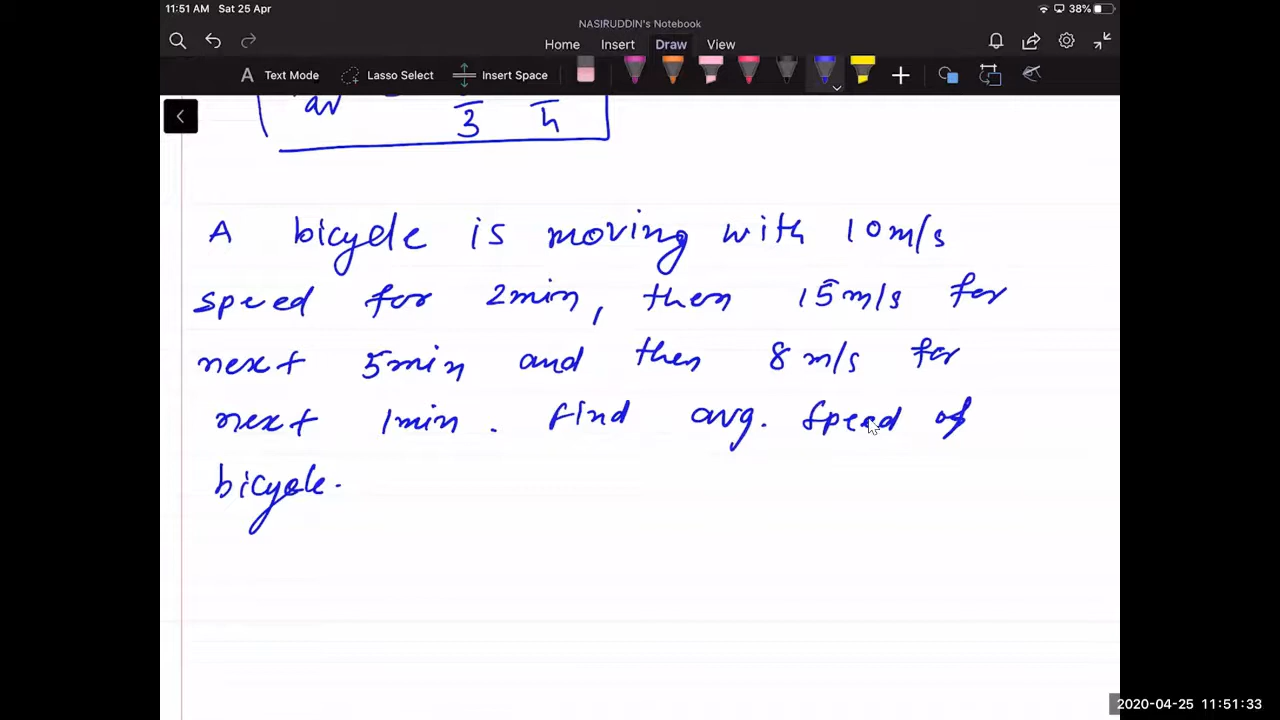 11:51 AM Sat 25 Apr
38%
NASIRUDDIN's Notebook
Home Insert Draw View
Text Mode Lasso Select Insert Space
av
3 h
A bicycle is moving with 10m/s
speed for 2min, then 15m/s for
next 5min and then 8 m/s for
next 1min. Find avg. speed of
bicycle.
2020-04-25 11:51:33